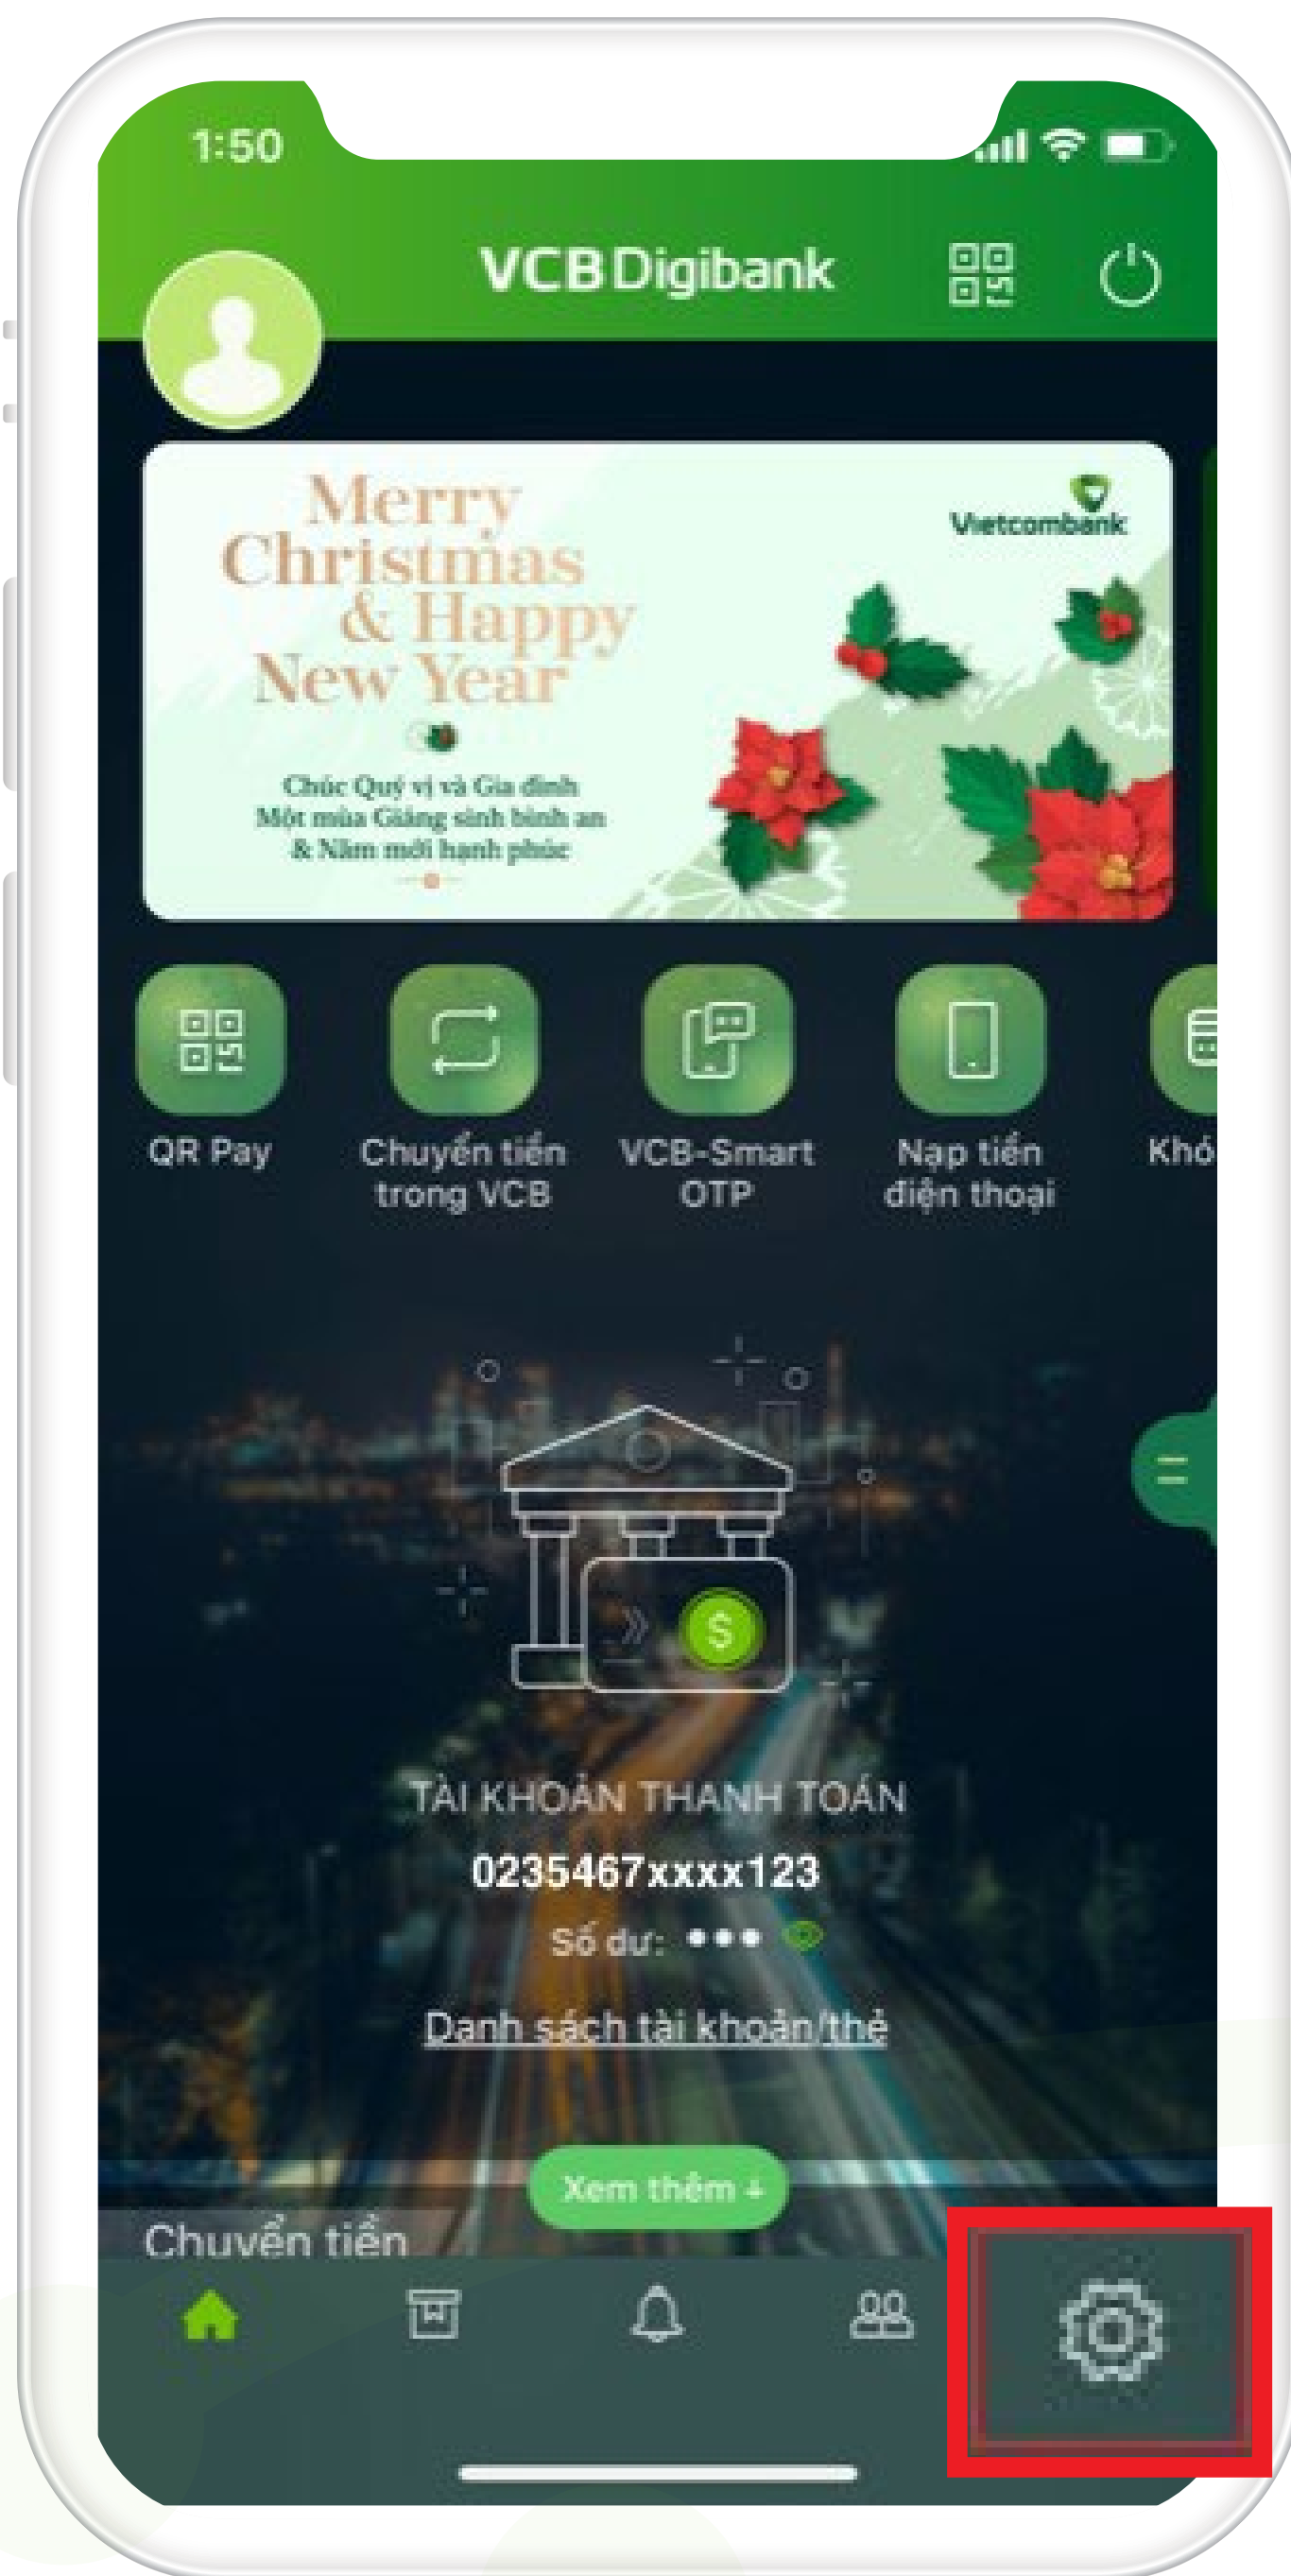 1:50
VCB Digibank
Merry
Christmas
& Happy
New Year
Vietcombank
Chúc Quý vị và Gia đình
Một mùa Giáng sinh bình an
& Năm mới hạnh phúc
QR Pay
Chuyển tiền
trong VCB
VCB-Smart
OTP
Nạp tiền
điện thoại
Khó
TÀI KHOẢN THANH TOÁN
0235467xxxx123
Số dư: •••
Danh sách tài khoản/thẻ
Xem thêm ↓
Chuyển tiền